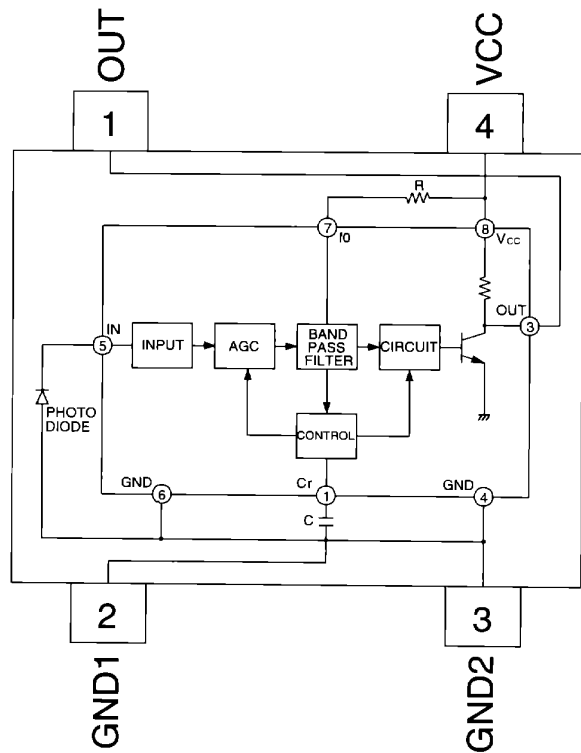 OUT
VCC
1
4
R
7
f0
8
Vcc
OUT
3
IN
5
INPUT
AGC
BAND
PASS
FILTER
CIRCUIT
PHOTO
DIODE
CONTROL
GND
6
Cr
1
GND
4
C
2
3
GND1
GND2